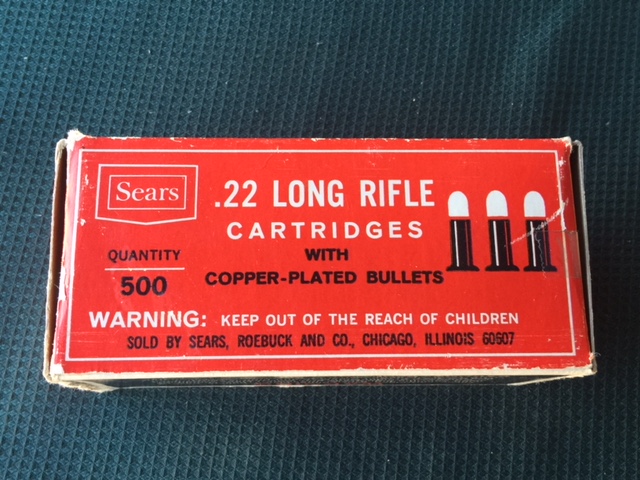 Sears
.22 LONG RIFLE
CARTRIDGES
WITH
COPPER-PLATED BULLETS
QUANTITY
500
WARNING: KEEP OUT OF THE REACH OF CHILDREN
SOLD BY SEARS, ROEBUCK AND CO., CHICAGO, ILLINOIS 60607